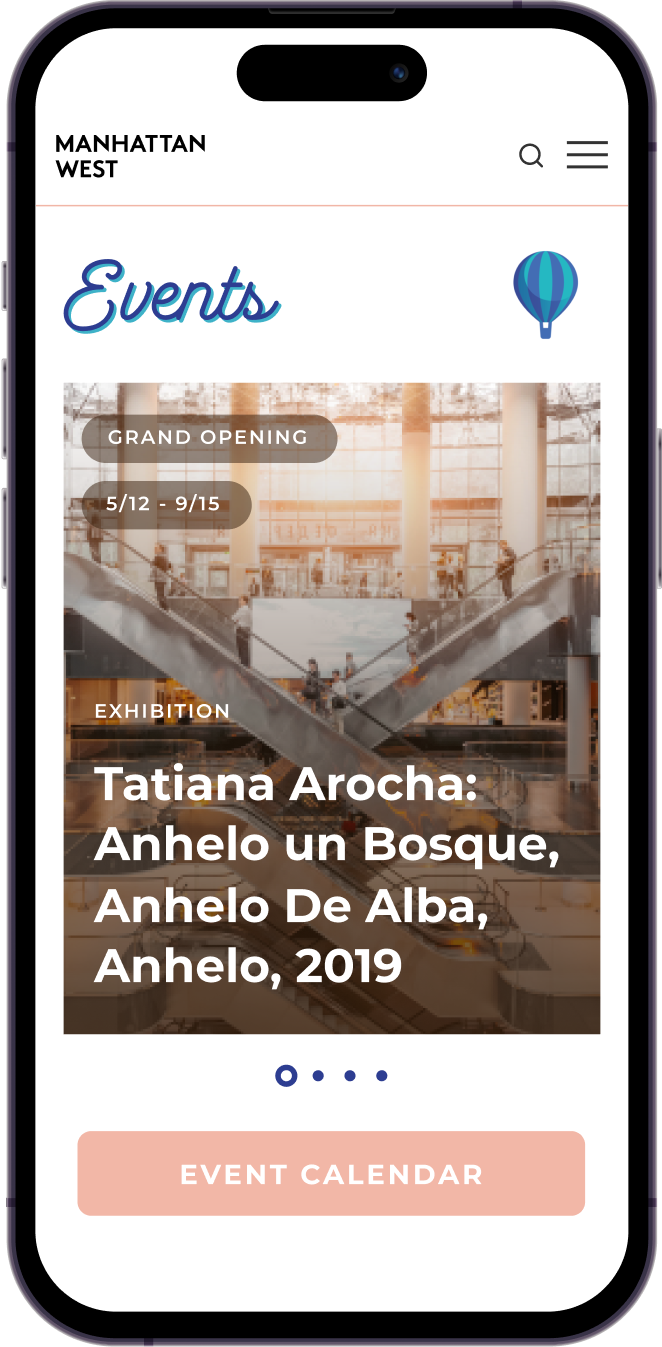 MANHATTAN
WEST
Events
GRAND OPENING
5/12 - 9/15
EXHIBITION
Tatiana Arocha:
Anhelo un Bosque,
Anhelo De Alba,
Anhelo, 2019
EVENT CALENDAR